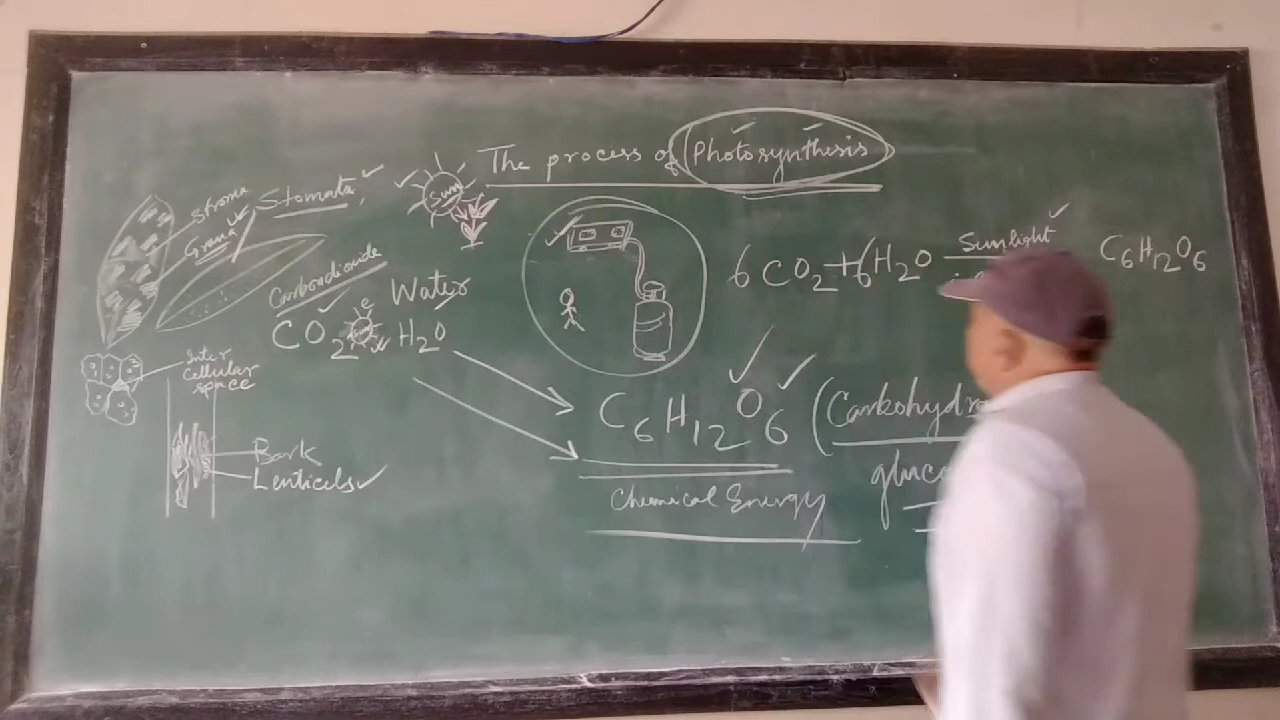 The process of Photosynthesis
Sun
Stroma
Grana
Stomata
Carbondioxide
CO2
Water
H2O
Inter
Cellular
space
Bark
Lenticels
6CO2+6H2O
Sunlight
C6H12O6
C6H12O6 (Carbohydr
Chemical Energy
gluco